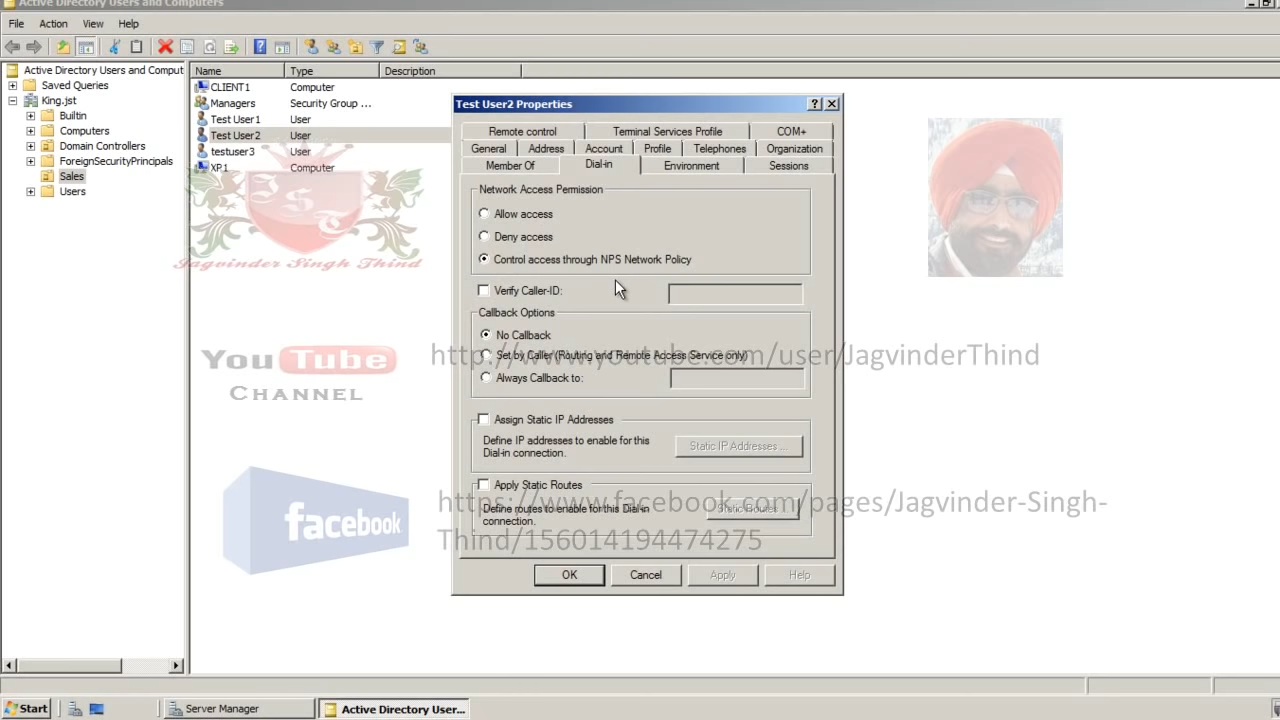 Active Directory Users and Computers
File Action View Help
Active Directory Users and Comput
Saved Queries
King.jst
Builtin
Computers
Domain Controllers
ForeignSecurityPrincipals
Sales
Users
Name Type Description
CLIENT1 Computer
Managers Security Group ...
Test User1 User
Test User2 User
testuser3 User
XP1 Computer
JST
Jagvinder Singh Thind
YouTube
CHANNEL
http://www.youtube.com/user/JagvinderThind
facebook
https://www.facebook.com/pages/Jagvinder-Singh-
Thind/156014194474275
Test User2 Properties
Remote control Terminal Services Profile COM+
General Address Account Profile Telephones Organization
Member Of Dial-in Environment Sessions
Network Access Permission
Allow access
Deny access
Control access through NPS Network Policy
Verify Caller-ID:
Callback Options
No Callback
Set by Caller (Routing and Remote Access Service only)
Always Callback to:
Assign Static IP Addresses
Define IP addresses to enable for this
Dial-in connection.
Static IP Addresses ...
Apply Static Routes
Define routes to enable for this Dial-in
connection.
Static Routes ...
OK Cancel Apply Help
Start Server Manager Active Directory User...